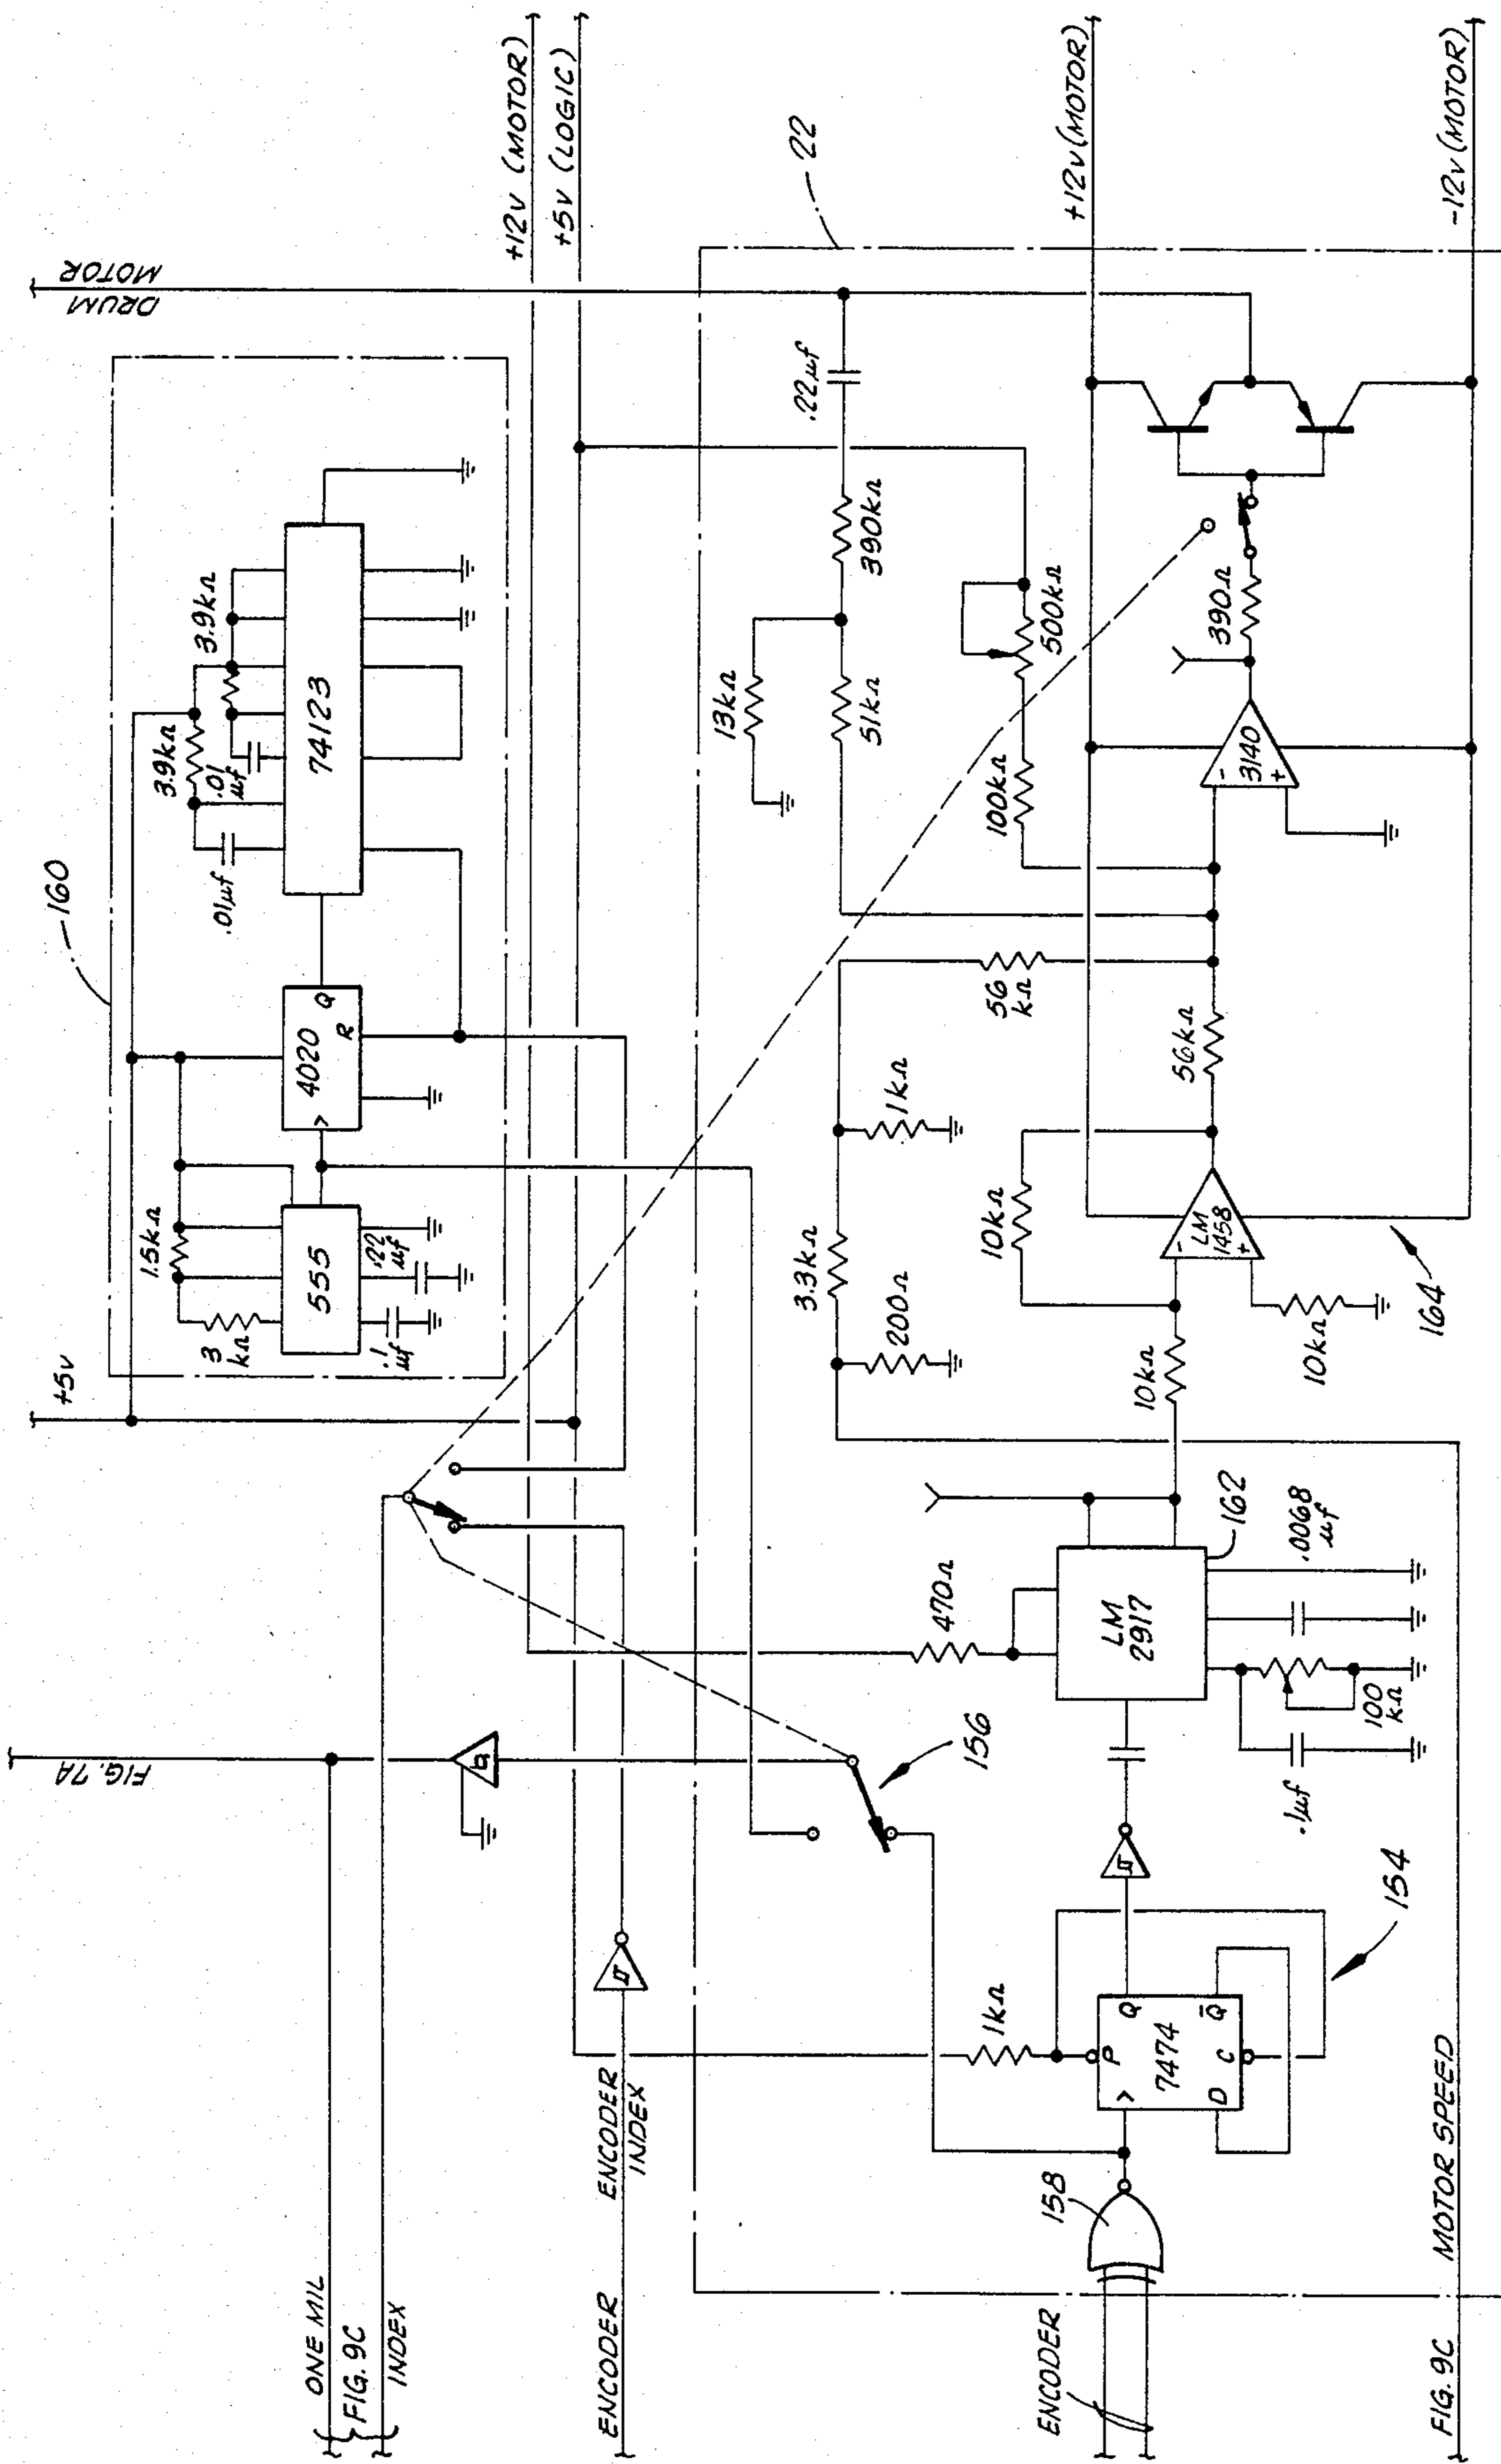 DRUM
MOTOR
+12V (MOTOR)
+5V (LOGIC)
160
+5V
3.9kΩ
3.9kΩ
.01
µf
.01µf
74123
4020
Q
R
1.5kΩ
3
kΩ
555
.1
µf
.22
µf
FIG. 7A
ONE MIL
FIG. 9C
INDEX
ENCODER
ENCODER
INDEX
22
.22µf
390kΩ
13kΩ
51kΩ
500kΩ
100kΩ
+12V (MOTOR)
-12V (MOTOR)
390Ω
-
3140
+
56
kΩ
56kΩ
1kΩ
3.3kΩ
200Ω
10kΩ
-
LM
1458
+
10kΩ
10kΩ
164
162
LM
2917
470Ω
.0068
µf
100
kΩ
.1µf
156
154
1kΩ
P
Q
7474
D
C
Q̅
158
ENCODER
FIG. 9C
MOTOR SPEED